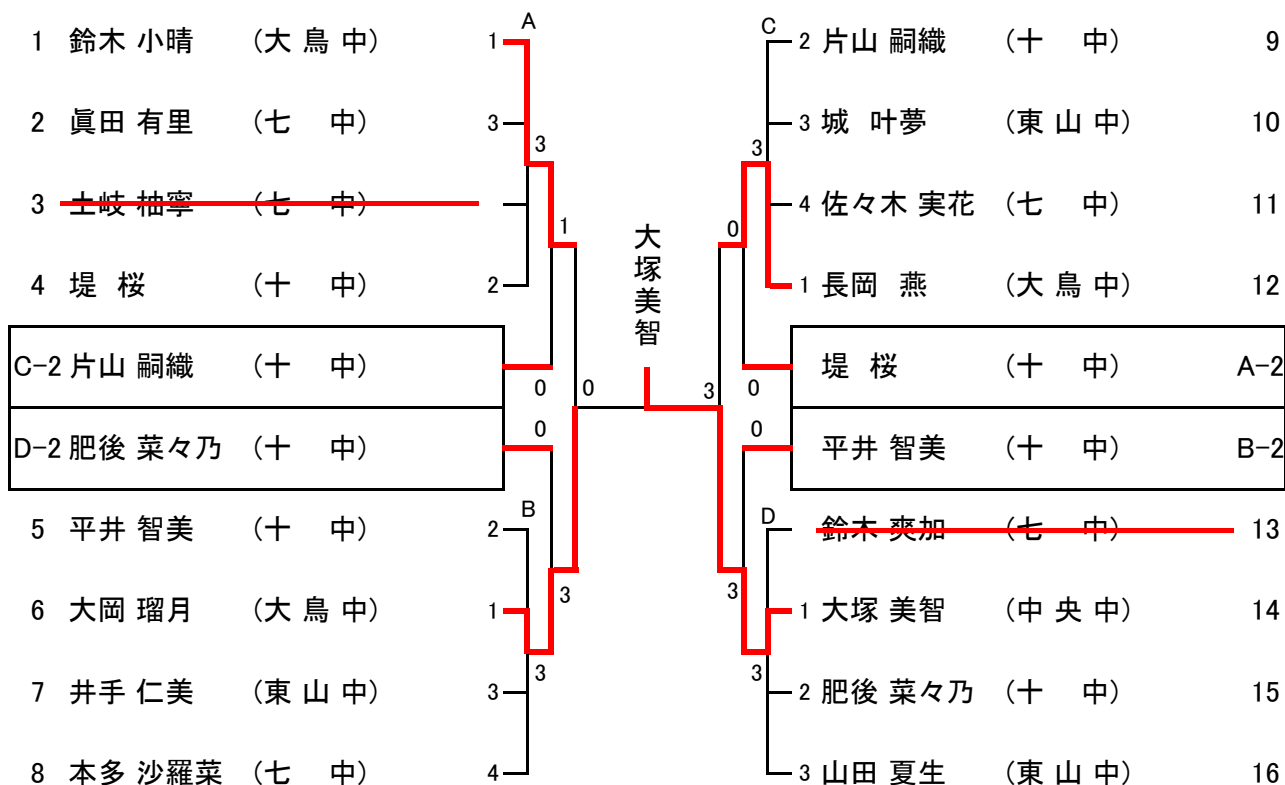 A
1 鈴木 小晴 (大 鳥 中) 1
2 眞田 有里 (七 中) 3
3
3 土岐 柚寧 (七 中)
1
4 堤 桜 (十 中) 2
C-2 片山 嗣織 (十 中)
0
0
D-2 肥後 菜々乃 (十 中)
0
B
5 平井 智美 (十 中) 2
6 大岡 瑠月 (大 鳥 中) 1
3
3
7 井手 仁美 (東 山 中) 3
8 本多 沙羅菜 (七 中) 4
大塚美智
C
2 片山 嗣織 (十 中) 9
3 城 叶夢 (東 山 中) 10
3
4 佐々木 実花 (七 中) 11
0
1 長岡 燕 (大 鳥 中) 12
堤 桜 (十 中) A-2
0
3
平井 智美 (十 中) B-2
0
D
鈴木 爽加 (七 中) 13
1 大塚 美智 (中 央 中) 14
3
3
2 肥後 菜々乃 (十 中) 15
3 山田 夏生 (東 山 中) 16